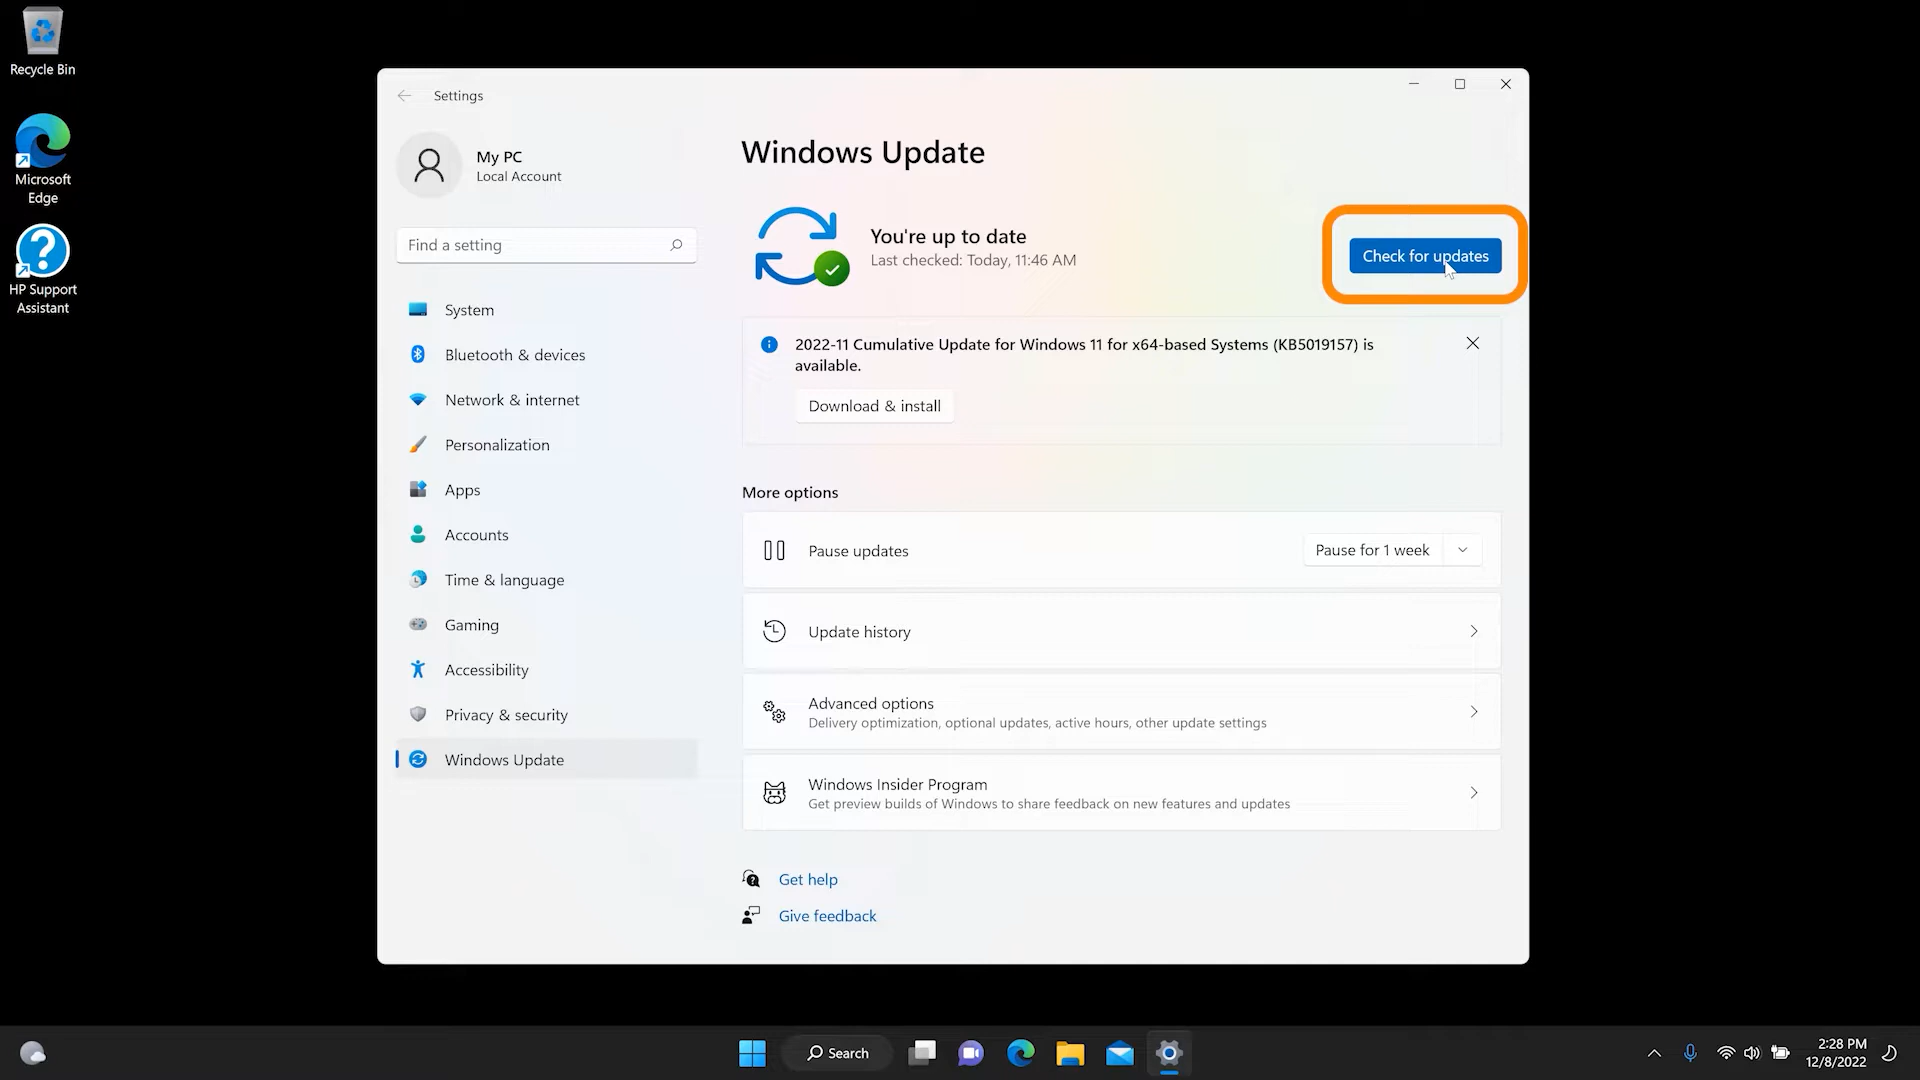 Recycle Bin
Microsoft
Edge
HP Support
Assistant
Settings
My PC
Local Account
Find a setting
System
Bluetooth & devices
Network & internet
Personalization
Apps
Accounts
Time & language
Gaming
Accessibility
Privacy & security
Windows Update
Windows Update
You're up to date
Last checked: Today, 11:46 AM
Check for updates
2022-11 Cumulative Update for Windows 11 for x64-based Systems (KB5019157) is
available.
Download & install
More options
Pause updates
Pause for 1 week
Update history
Advanced options
Delivery optimization, optional updates, active hours, other update settings
Windows Insider Program
Get preview builds of Windows to share feedback on new features and updates
Get help
Give feedback
Search
2:28 PM
12/8/2022